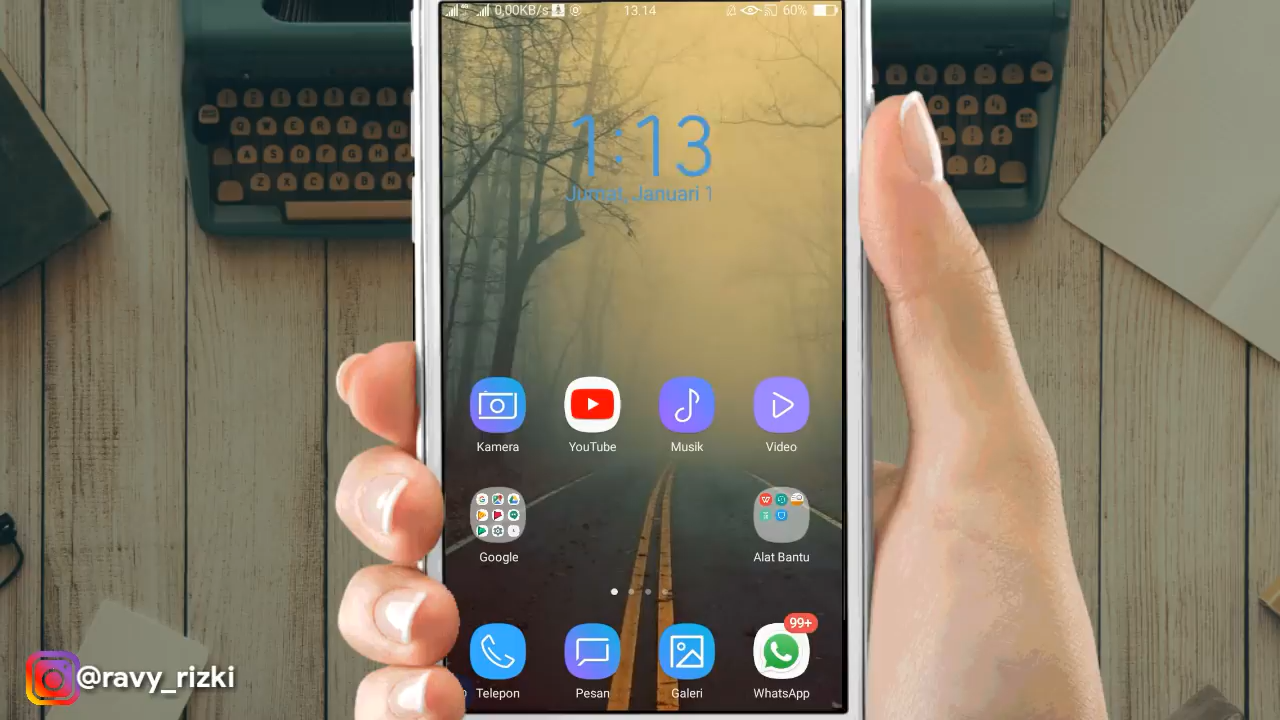 0,00KB/s
13.14
60%
1:13
Jumat, Januari 1
Kamera
YouTube
Musik
Video
Google
Alat Bantu
99+
Telepon
Pesan
Galeri
WhatsApp
@ravy_rizki